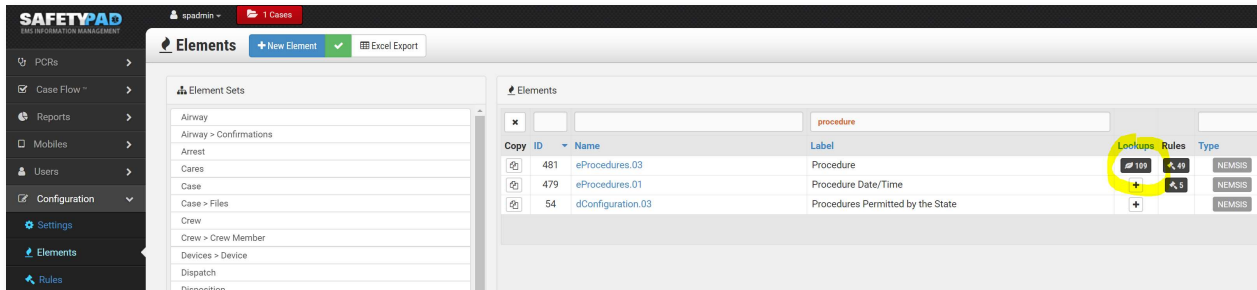 SAFETYPAD
EMS INFORMATION MANAGEMENT
spadmin
1 Cases
Elements
New Element
Excel Export
PCRs
Case Flow™
Reports
Mobiles
Users
Configuration
Settings
Elements
Rules
Element Sets
Airway
Airway > Confirmations
Arrest
Cares
Case
Case > Files
Crew
Crew > Crew Member
Devices > Device
Dispatch
Disposition
Elements
procedure
Copy ID Name Label Lookups Rules Type
481 eProcedures.03 Procedure 109 49 NEMSIS
479 eProcedures.01 Procedure Date/Time + 5 NEMSIS
54 dConfiguration.03 Procedures Permitted by the State + NEMSIS